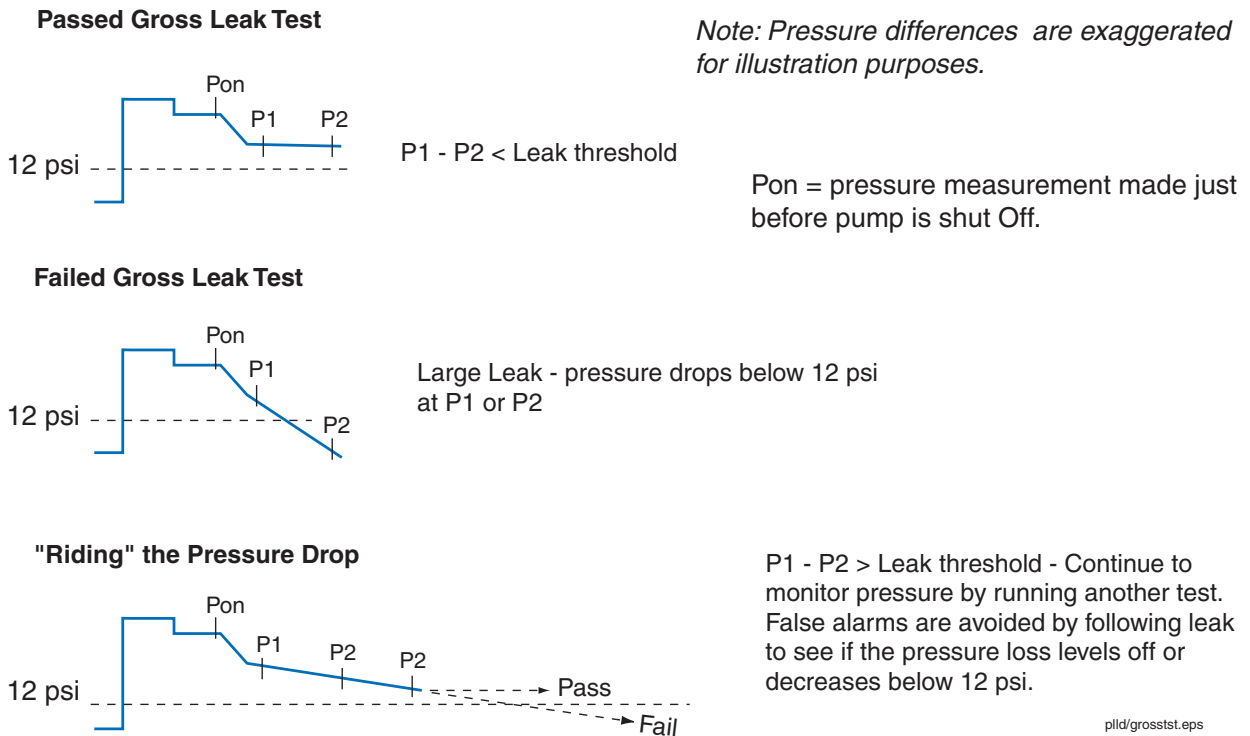 Passed Gross Leak Test
Note: Pressure differences are exaggerated
for illustration purposes.
Pon
P1
P2
12 psi
P1 - P2 < Leak threshold
Pon = pressure measurement made just
before pump is shut Off.
Failed Gross Leak Test
Pon
P1
12 psi
P2
Large Leak - pressure drops below 12 psi
at P1 or P2
"Riding" the Pressure Drop
Pon
P1
P2
P2
12 psi
Pass
Fail
P1 - P2 > Leak threshold - Continue to
monitor pressure by running another test.
False alarms are avoided by following leak
to see if the pressure loss levels off or
decreases below 12 psi.
plld/grosstst.eps